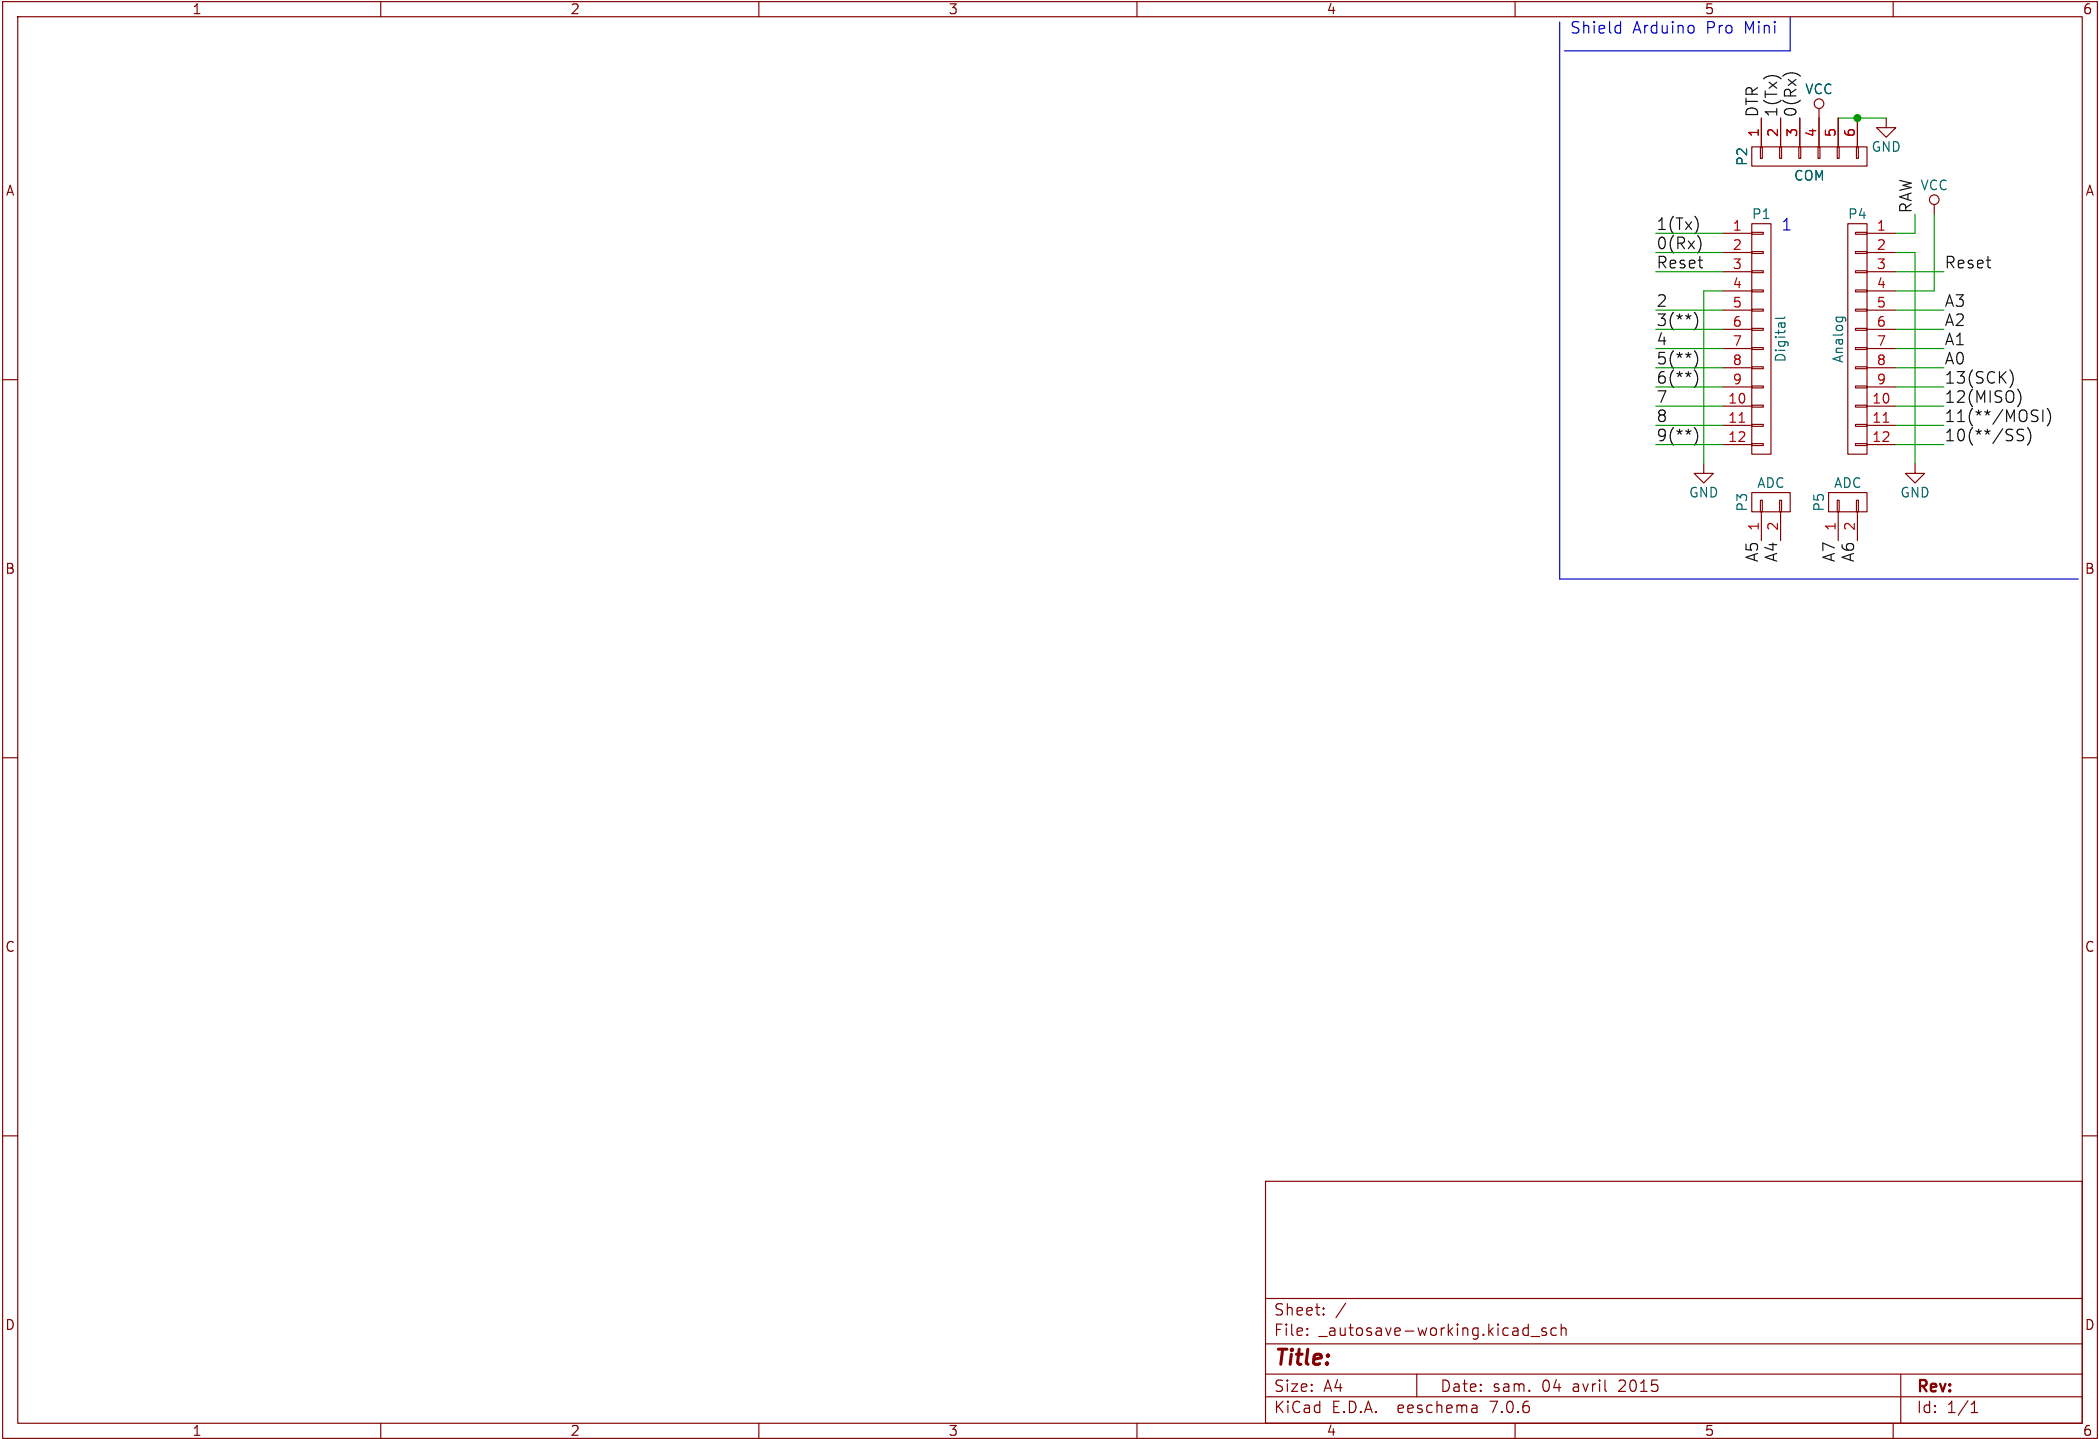 1 2 3 4 5 6
Shield Arduino Pro Mini
DTR
1(Tx)
0(Rx)
VCC
1 2 3 4 5 6
GND
P2
COM
A A
RAW
VCC
P1 1 P4
1(Tx) 1 1
0(Rx) 2 2
Reset 3 3 Reset
4 4
2 5 5 A3
3(**) 6 6 A2
4 7 7 A1
5(**) 8 8 A0
6(**) 9 9 13(SCK)
7 10 10 12(MISO)
8 11 11 11(**/MOSI)
9(**) 12 12 10(**/SS)
Digital
Analog
GND GND
ADC ADC
P3 P5
1 2 1 2
A5 A4 A7 A6
B B
C C
D D
Sheet: /
File: _autosave-working.kicad_sch
Title:
Size: A4 Date: sam. 04 avril 2015 Rev:
KiCad E.D.A. eeschema 7.0.6 Id: 1/1
1 2 3 4 5 6